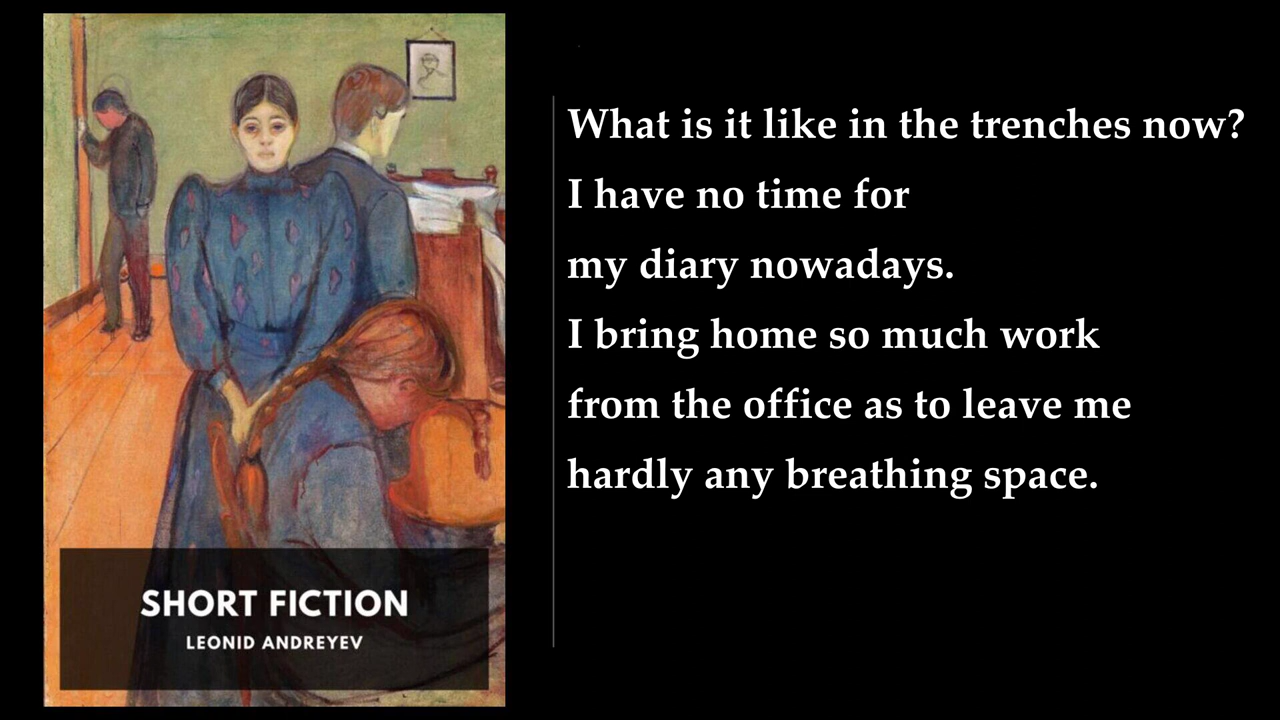 What is it like in the trenches now?
I have no time for
my diary nowadays.
I bring home so much work
from the office as to leave me
hardly any breathing space.
SHORT FICTION
LEONID ANDREYEV